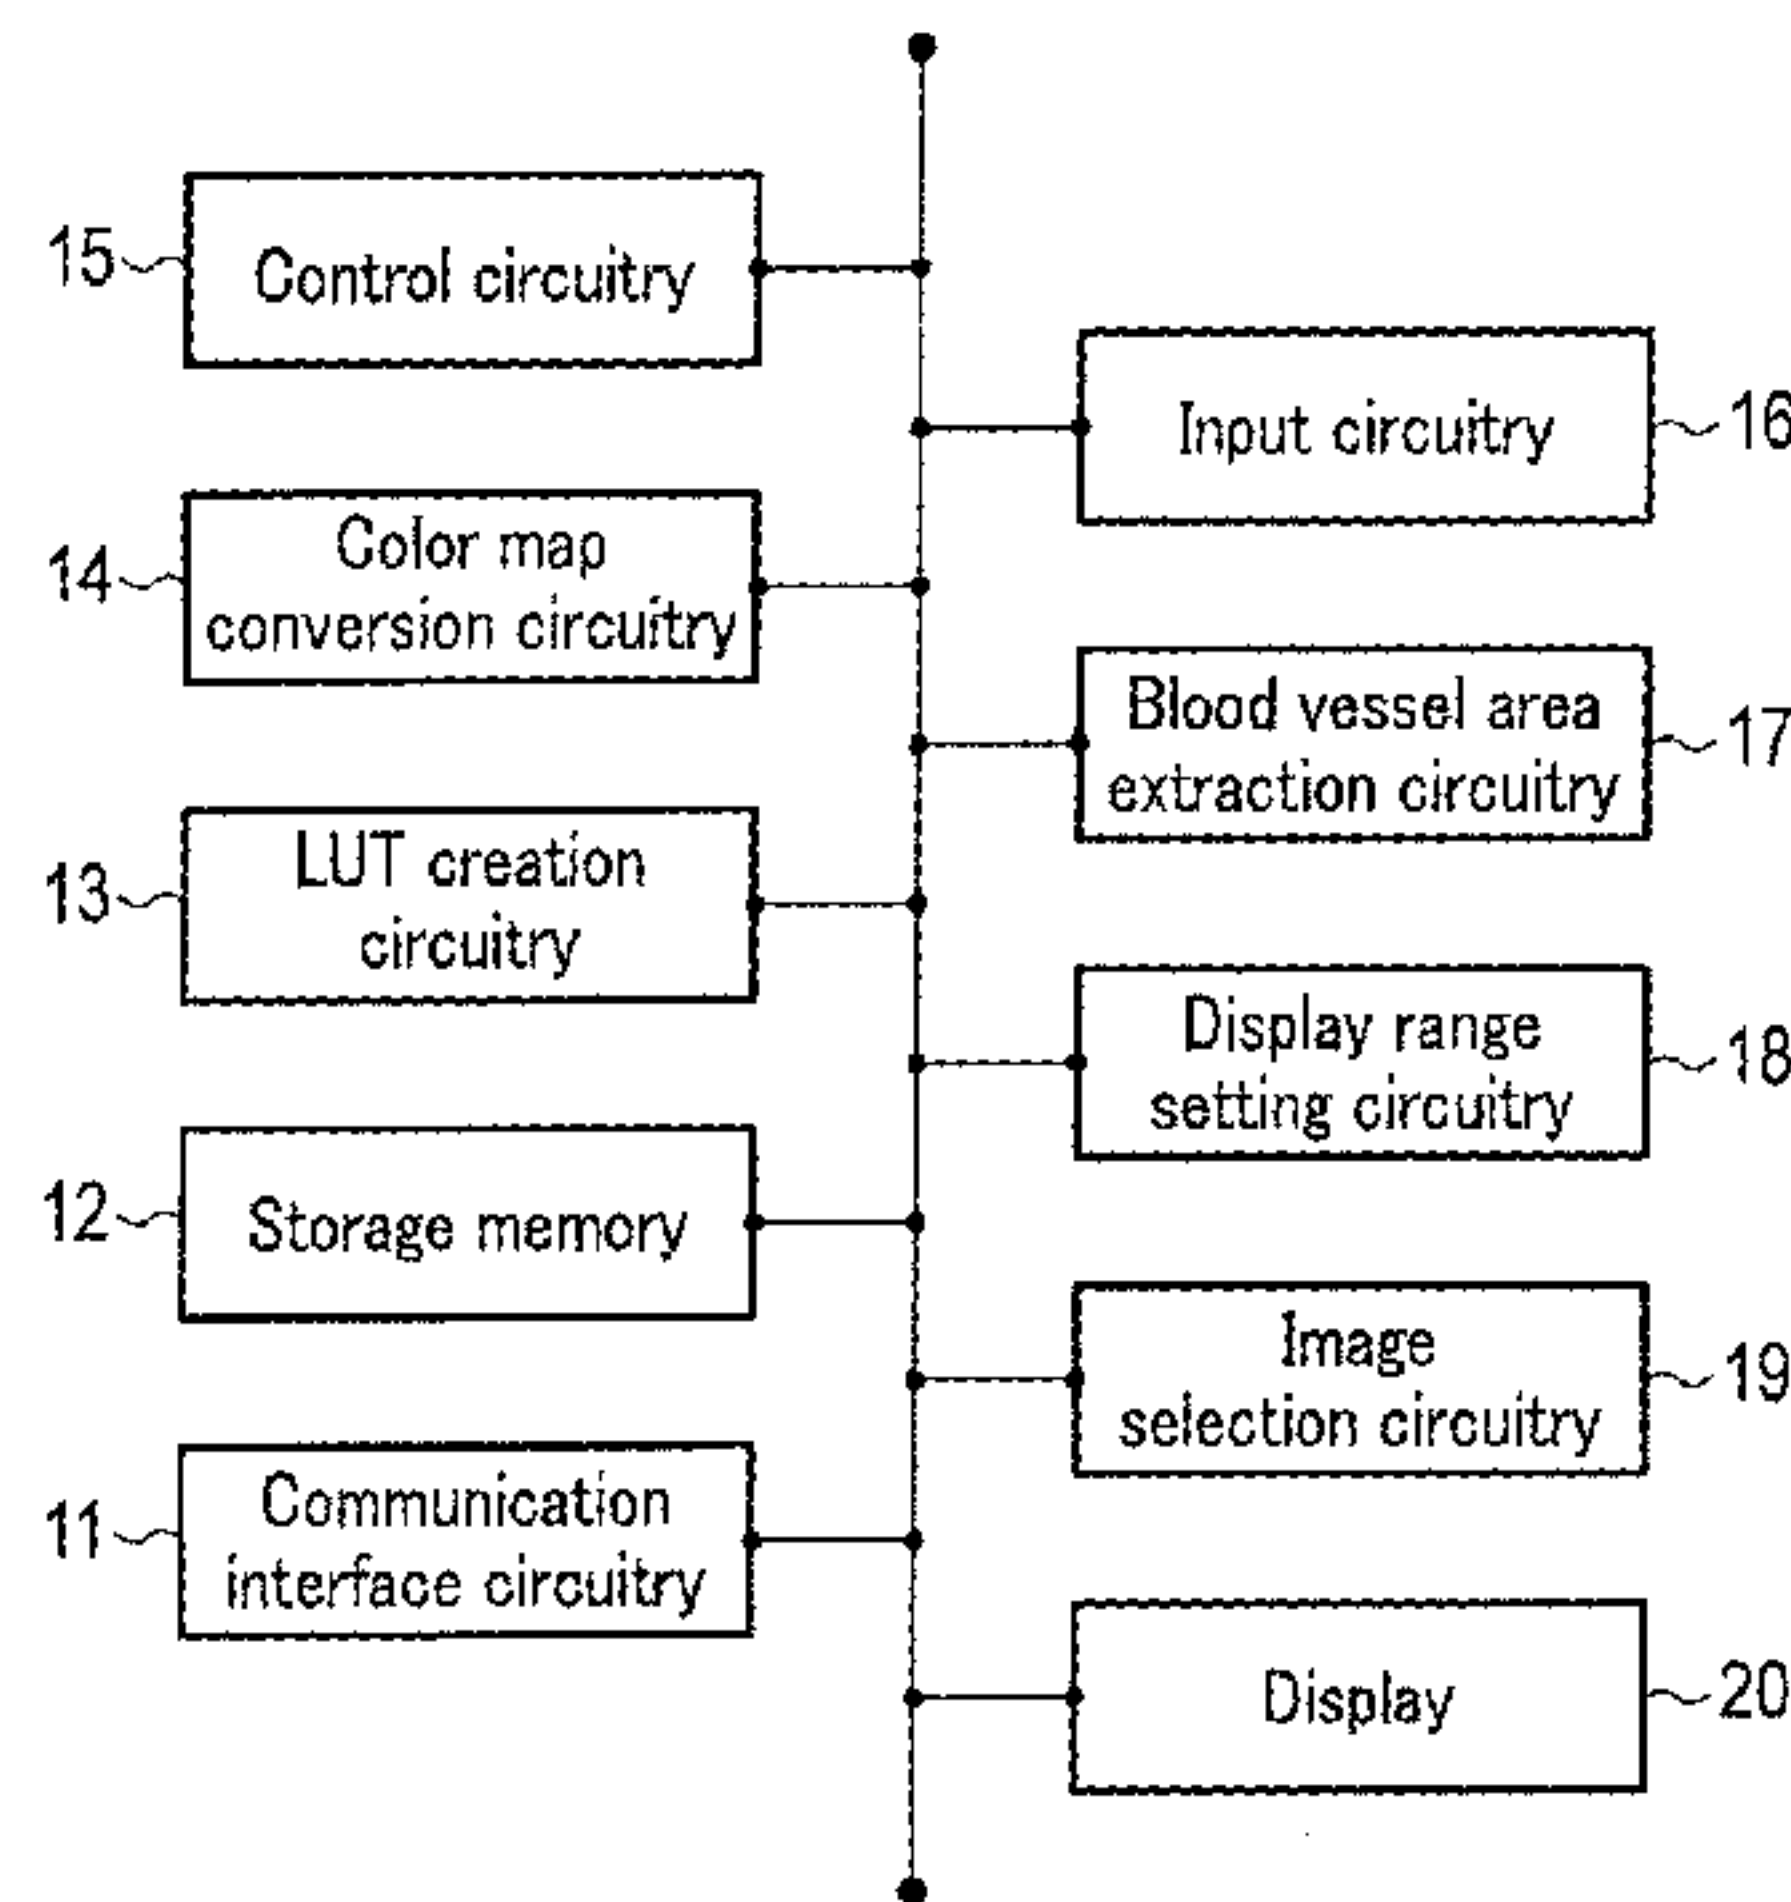 15
Control circuitry
Input circuitry
16
14
Color map
conversion circuitry
Blood vessel area
extraction circuitry
17
13
LUT creation
circuitry
Display range
setting circuitry
18
12
Storage memory
Image
selection circuitry
19
11
Communication
interface circuitry
Display
20